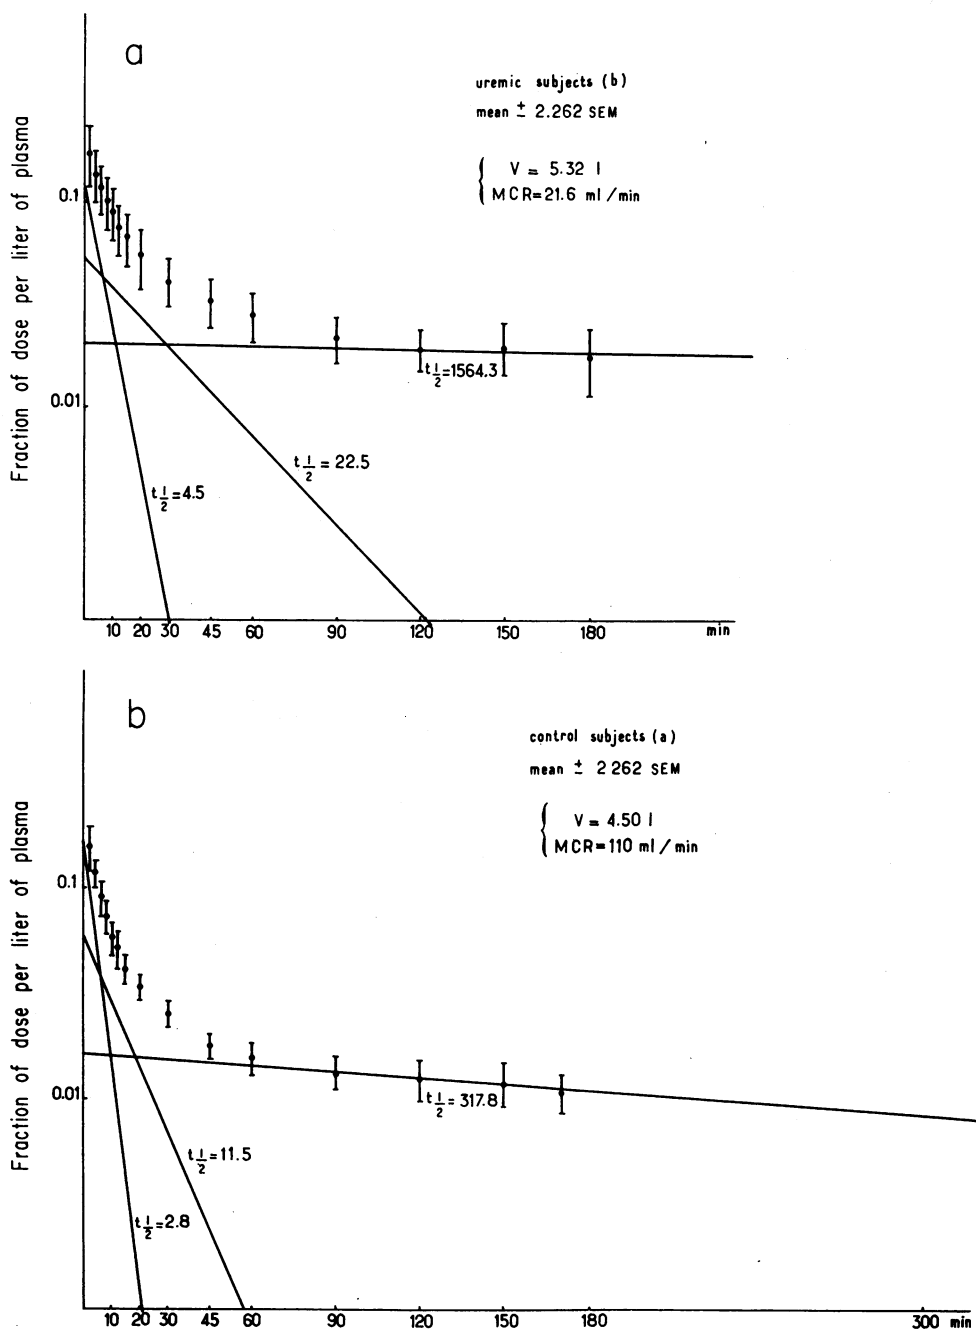 a
uremic subjects (b)
mean ± 2.262 SEM
V = 5.32 l
MCR=21.6 ml/min
Fraction of dose per liter of plasma
0.1
0.01
t1/2=1564.3
t1/2=22.5
t1/2=4.5
10 20 30 45 60 90 120 150 180 min
b
control subjects (a)
mean ± 2 262 SEM
V = 4.50 l
MCR=110 ml/min
Fraction of dose per liter of plasma
0.1
0.01
t1/2=317.8
t1/2=11.5
t1/2=2.8
10 20 30 45 60 90 120 150 180 300 min